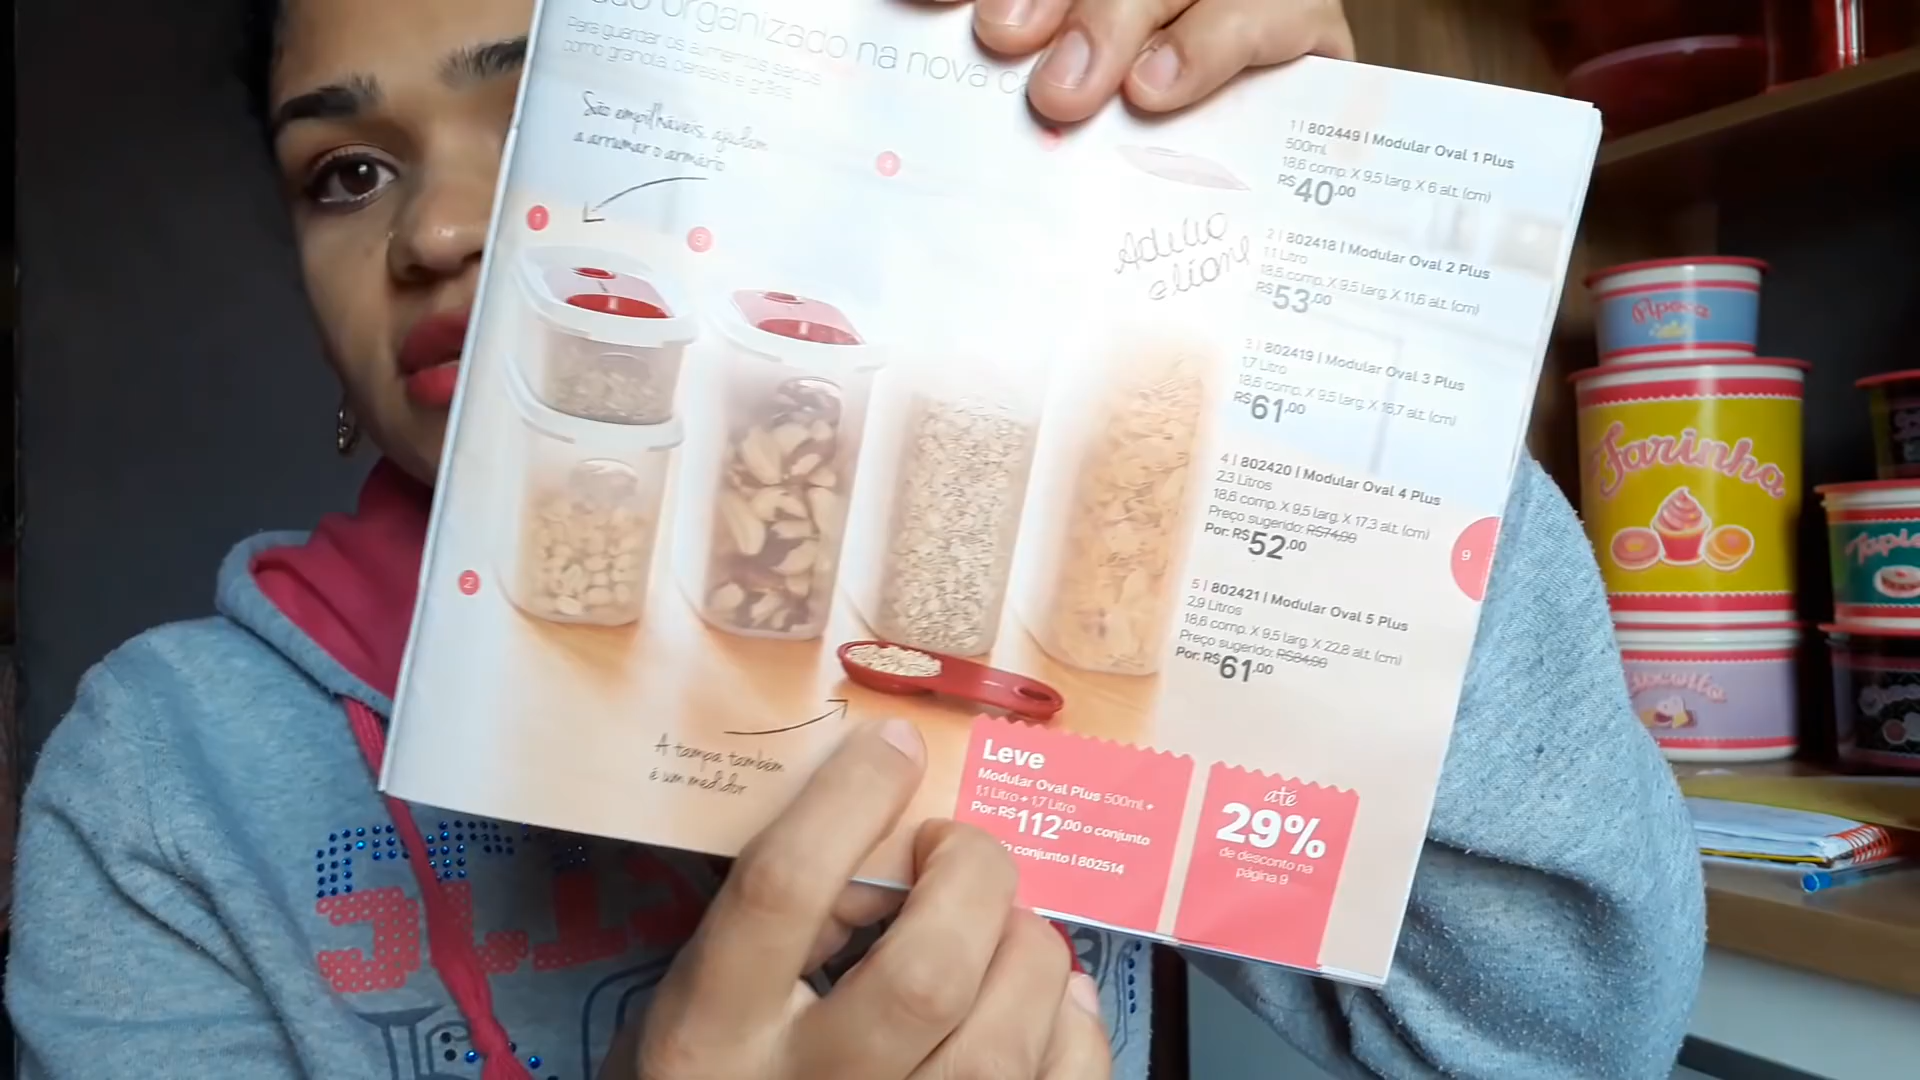 organizado na nova
Para guardar os alimentos secos
como granola, cereais e grãos
São empilháveis, ajudam
a arrumar o armário
1
3
4
2
A tampa também
é um medidor
1 | 802449 | Modular Oval 1 Plus
500ml
18,6 comp. X 9,5 larg. X 6 alt. (cm)
R$40,00
2 | 802418 | Modular Oval 2 Plus
1,1 Litro
18,6 comp. X 9,5 larg. X 11,6 alt. (cm)
R$53,00
3 | 802419 | Modular Oval 3 Plus
1,7 Litro
18,6 comp. X 9,5 larg. X 16,7 alt. (cm)
R$61,00
4 | 802420 | Modular Oval 4 Plus
2,3 Litros
18,6 comp. X 9,5 larg. X 17,3 alt. (cm)
Preço sugerido: R$74,00
Por: R$52,00
5 | 802421 | Modular Oval 5 Plus
2,9 Litros
18,6 comp. X 9,5 larg. X 22,8 alt. (cm)
Preço sugerido: R$84,00
Por: R$61,00
9
Leve
Modular Oval Plus 500ml +
1,1 Litro + 1,7 Litro
Por: R$112,00 o conjunto
conjunto | 802514
até
29%
de desconto na
página 9
Pipoca
Farinha
Tapio
Biscoito